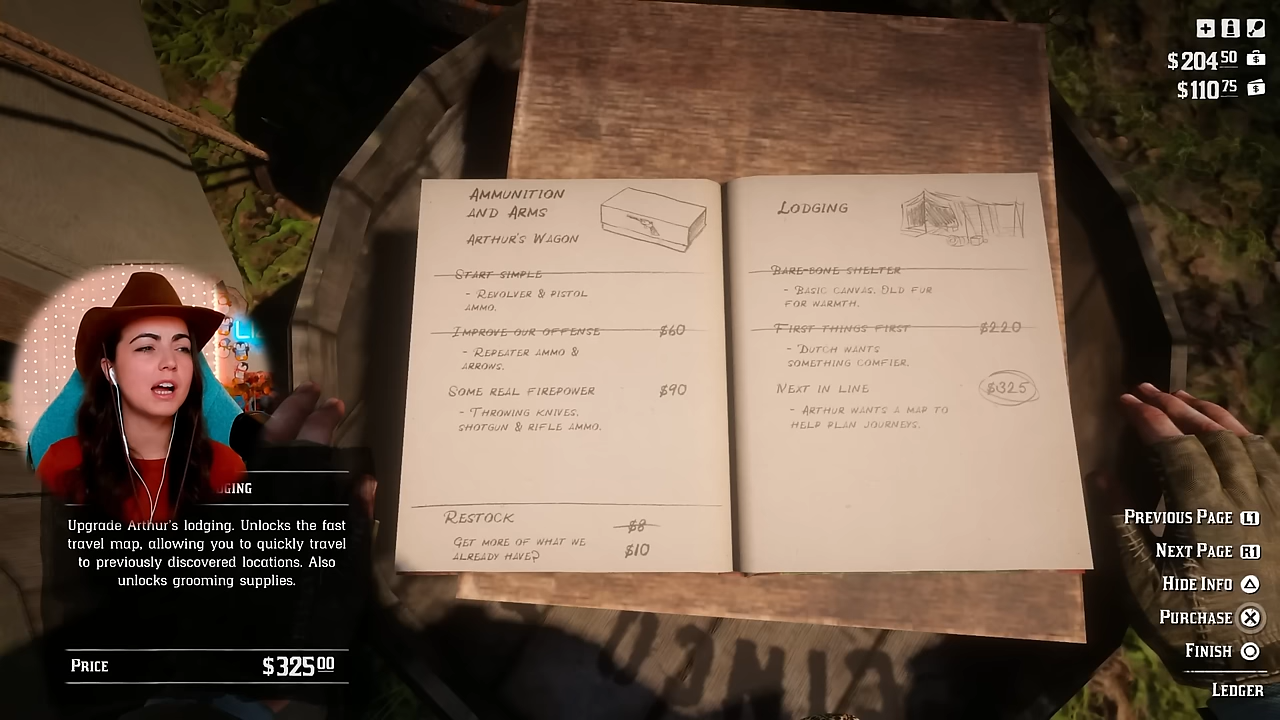 $204 50
$110 75
AMMUNITION
AND ARMS
ARTHUR'S WAGON
START SIMPLE
- REVOLVER & PISTOL
AMMO.
IMPROVE OUR OFFENSE $60
- REPEATER AMMO &
ARROWS.
SOME REAL FIREPOWER $90
- THROWING KNIVES.
SHOTGUN & RIFLE AMMO.
RESTOCK $8
GET MORE OF WHAT WE
ALREADY HAVE? $10
LODGING
BARE-BONE SHELTER
- BASIC CANVAS. OLD FUR
FOR WARMTH.
FIRST THINGS FIRST $220
- DUTCH WANTS
SOMETHING COMFIER.
NEXT IN LINE $325
- ARTHUR WANTS A MAP TO
HELP PLAN JOURNEYS.
Upgrade Arthur's lodging. Unlocks the fast
travel map, allowing you to quickly travel
to previously discovered locations. Also
unlocks grooming supplies.
PRICE $325 00
PREVIOUS PAGE L1
NEXT PAGE R1
HIDE INFO
PURCHASE
FINISH
LEDGER